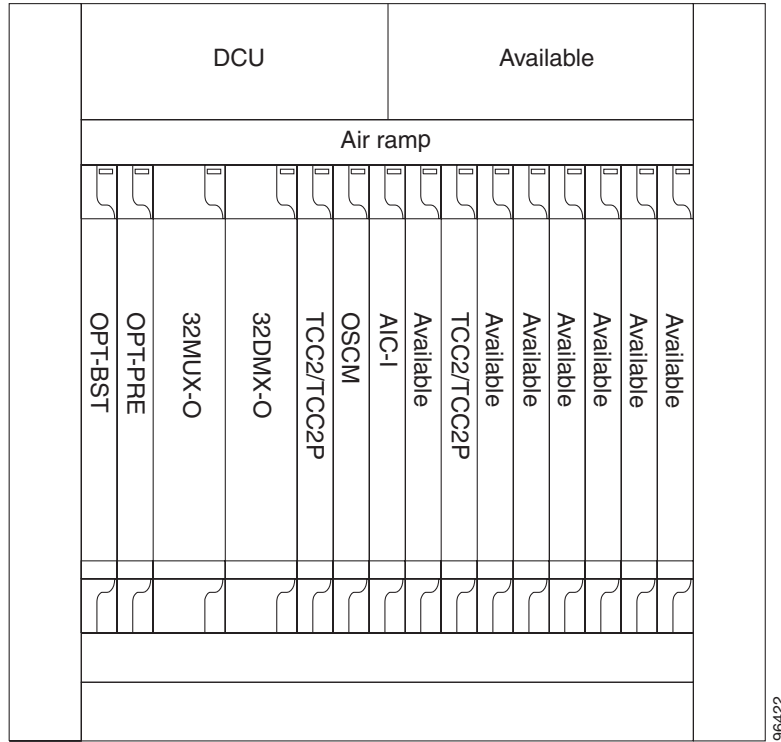 DCU
Available
Air ramp
OPT-BST
OPT-PRE
32MUX-O
32DMX-O
TCC2/TCC2P
OSCM
AIC-I
Available
TCC2/TCC2P
Available
Available
Available
Available
Available
Available
96422